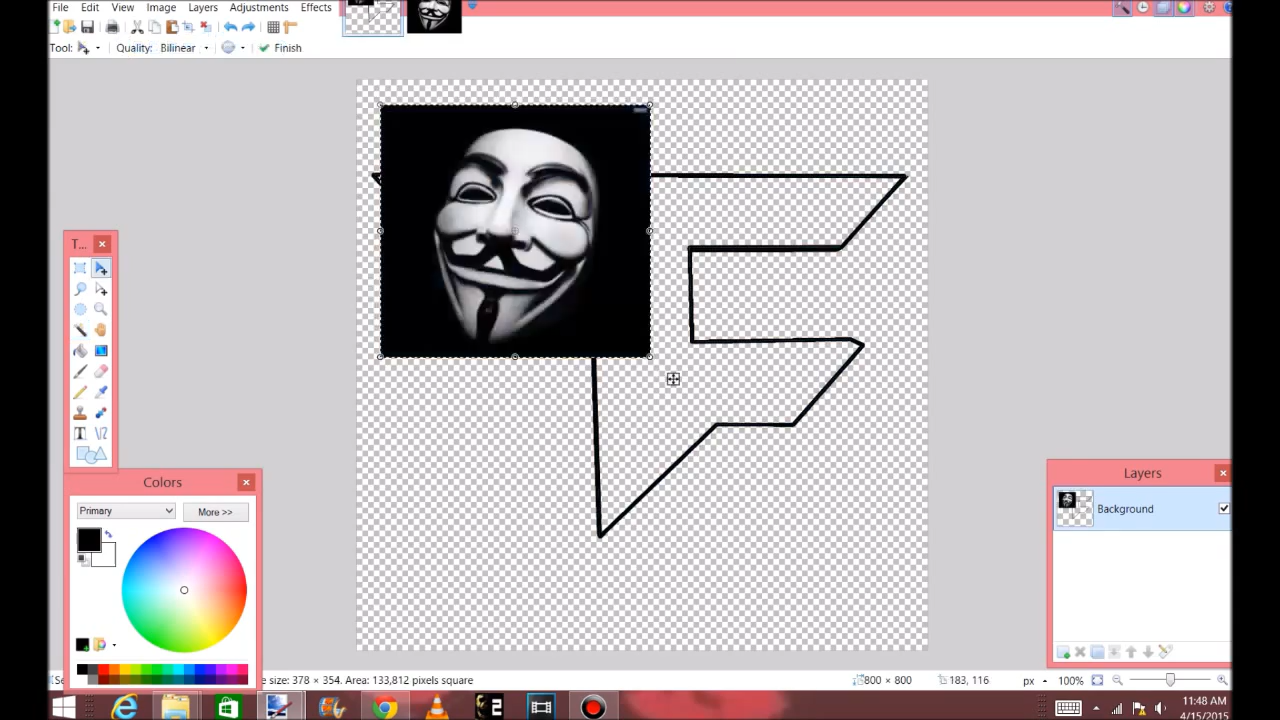 File Edit View Image Layers Adjustments Effects
Tool: Quality: Bilinear Finish
T...
Colors
Primary More >>
Layers
Background
e size: 378 × 354. Area: 133,812 pixels square 800 × 800 183, 116 px 100%
2
11:48 AM
4/15/2015